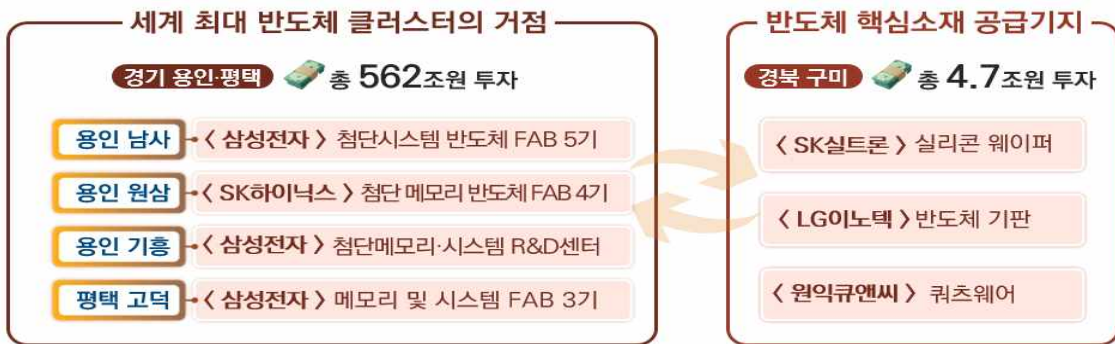 세계 최대 반도체 클러스터의 거점
경기 용인·평택 총 562조원 투자
용인 남사 < 삼성전자 > 첨단시스템 반도체 FAB 5기
용인 원삼 < SK하이닉스 > 첨단 메모리 반도체 FAB 4기
용인 기흥 < 삼성전자 > 첨단메모리·시스템 R&D센터
평택 고덕 < 삼성전자 > 메모리 및 시스템 FAB 3기
반도체 핵심소재 공급기지
경북 구미 총 4.7조원 투자
< SK실트론 > 실리콘 웨이퍼
< LG이노텍 > 반도체 기판
< 원익큐앤씨 > 쿼츠웨어